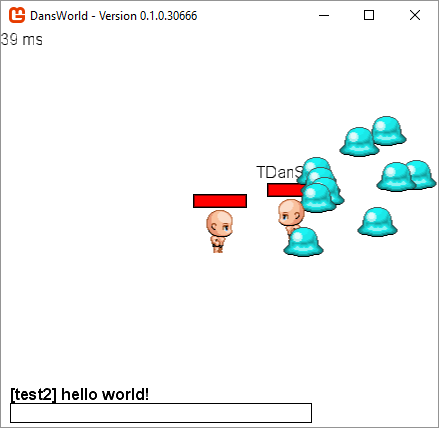 DansWorld - Version 0.1.0.30666
39 ms
TDanS
[test2] hello world!